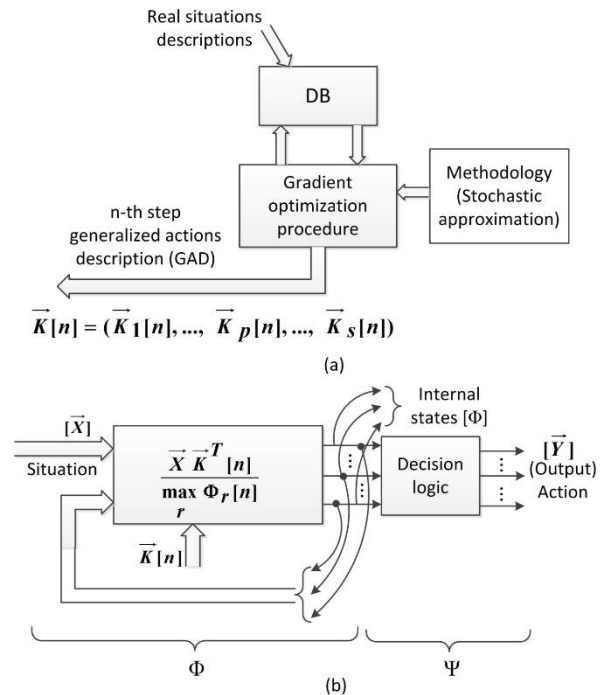 Real situations
descriptions
DB
Gradient
optimization
procedure
Methodology
(Stochastic
approximation)
n-th step
generalized actions
description (GAD)
K[n] = (K1[n], ..., Kp[n], ..., Ks[n])
(a)
[X]
Situation
X K^T [n]
max Φr[n]
r
K[n]
Internal
states [Φ]
Decision
logic
[Y]
(Output)
Action
Φ
Ψ
(b)